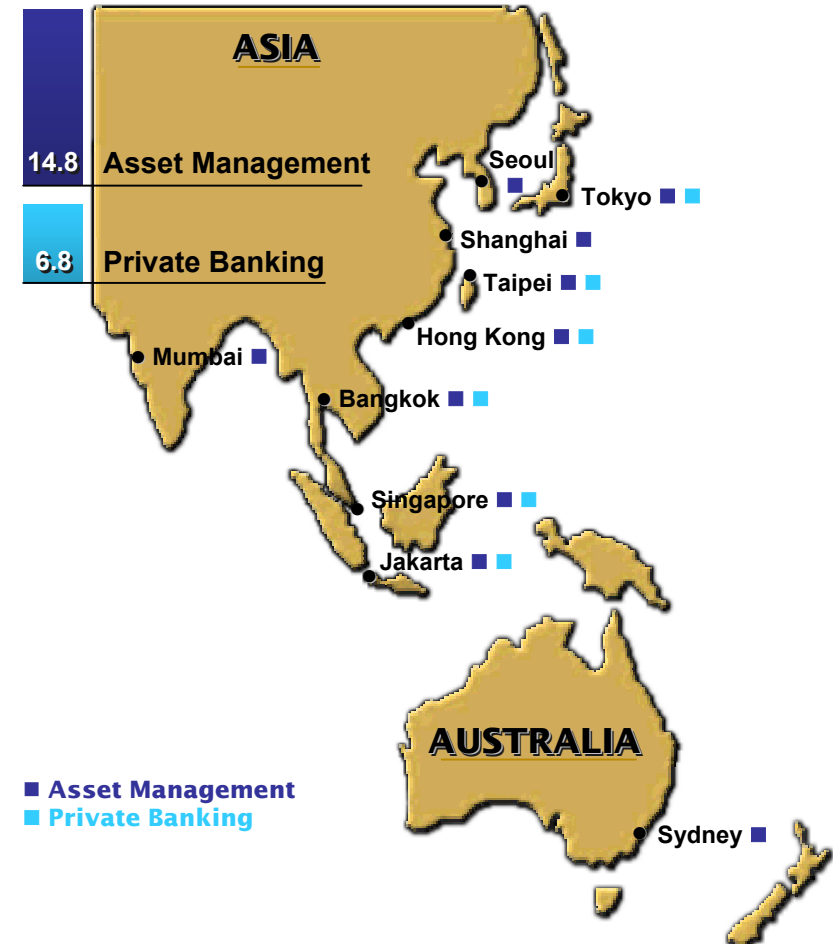 ASIA
14.8 Asset Management
Seoul
Tokyo
Shanghai
6.8 Private Banking
Taipei
Hong Kong
Mumbai
Bangkok
Singapore
Jakarta
AUSTRALIA
Asset Management
Private Banking
Sydney